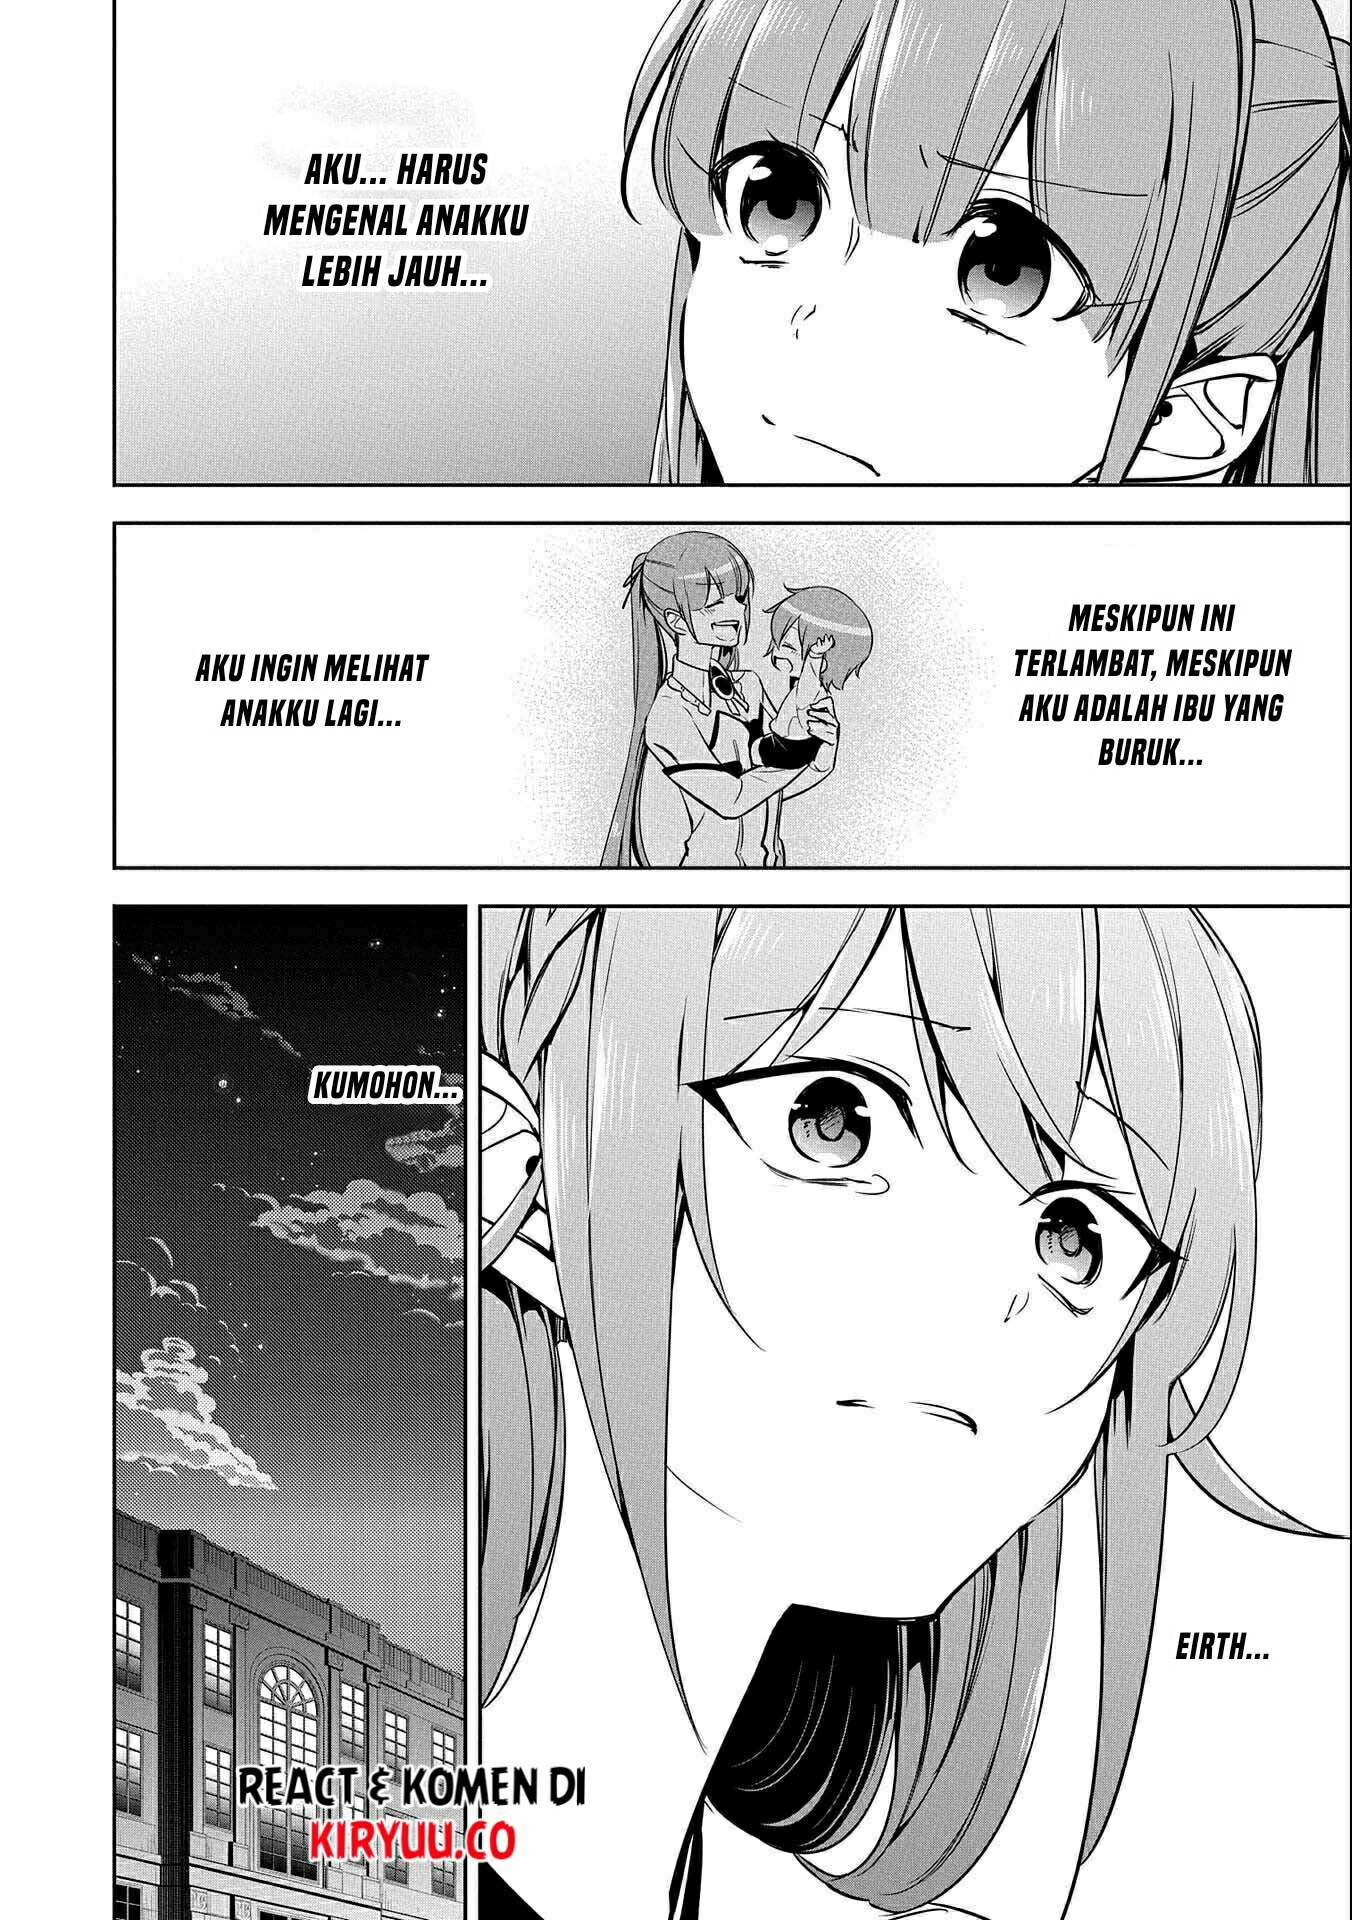 AKU... HARUS
MENGENAL ANAKKU
LEBIH JAUH...
MESKIPUN INI
TERLAMBAT, MESKIPUN
AKU ADALAH IBU YANG
BURUK...
AKU INGIN MELIHAT
ANAKKU LAGI...
EIRTH...
KUMOHON...
REACT & KOMEN DI
KIRYUU.CO